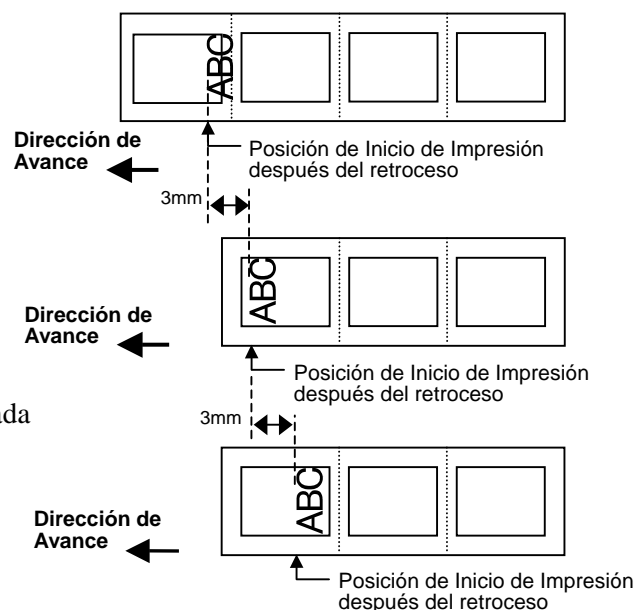 ABC
Dirección de
Avance
Posición de Inicio de Impresión
después del retroceso
3mm
ABC
Dirección de
Avance
Posición de Inicio de Impresión
después del retroceso
ada
3mm
ABC
Dirección de
Avance
Posición de Inicio de Impresión
después del retroceso